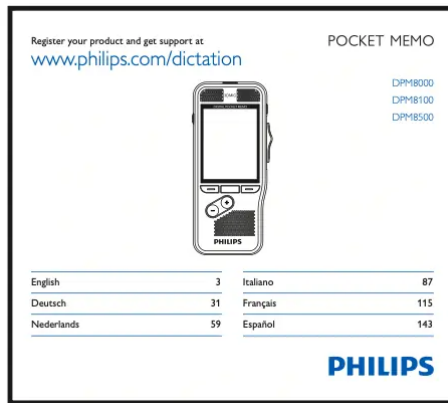 Register your product and get support at
www.philips.com/dictation
POCKET MEMO
DPM8000
DPM8100
DPM8500
PHILIPS
English 3
Deutsch 31
Nederlands 59
Italiano 87
Français 115
Español 143
PHILIPS